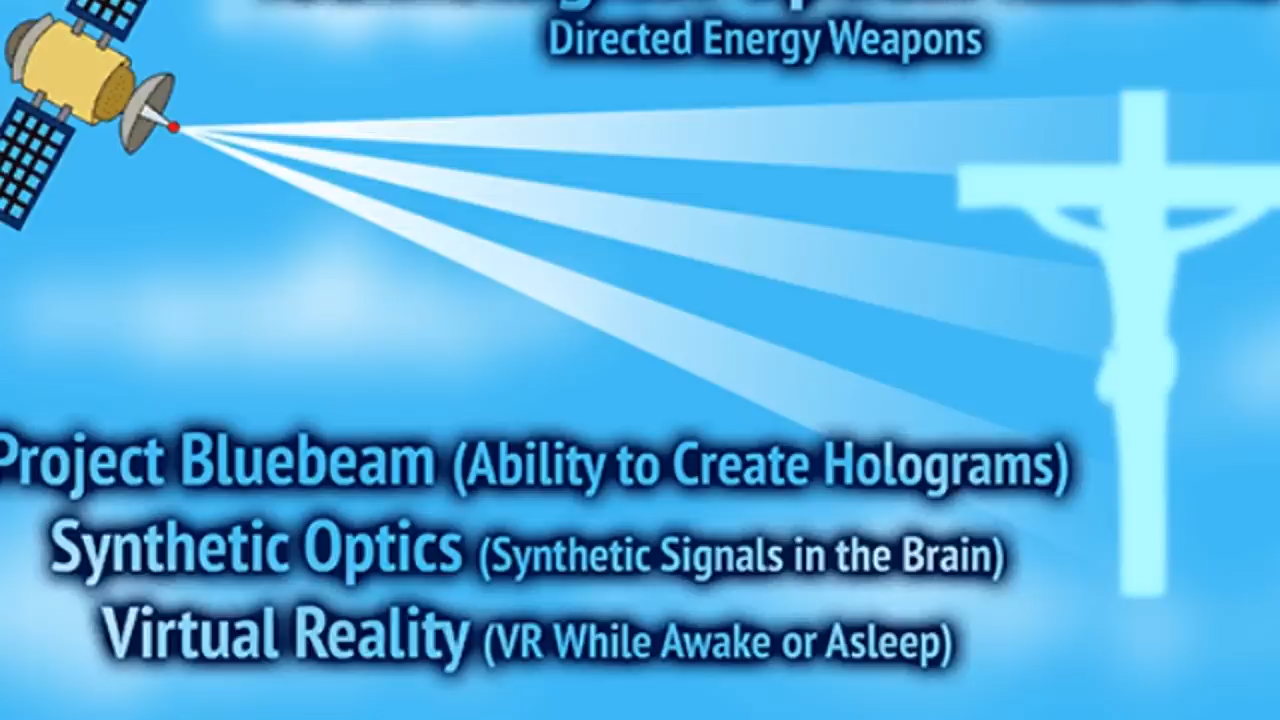 Directed Energy Weapons
Project Bluebeam (Ability to Create Holograms)
Synthetic Optics (Synthetic Signals in the Brain)
Virtual Reality (VR While Awake or Asleep)